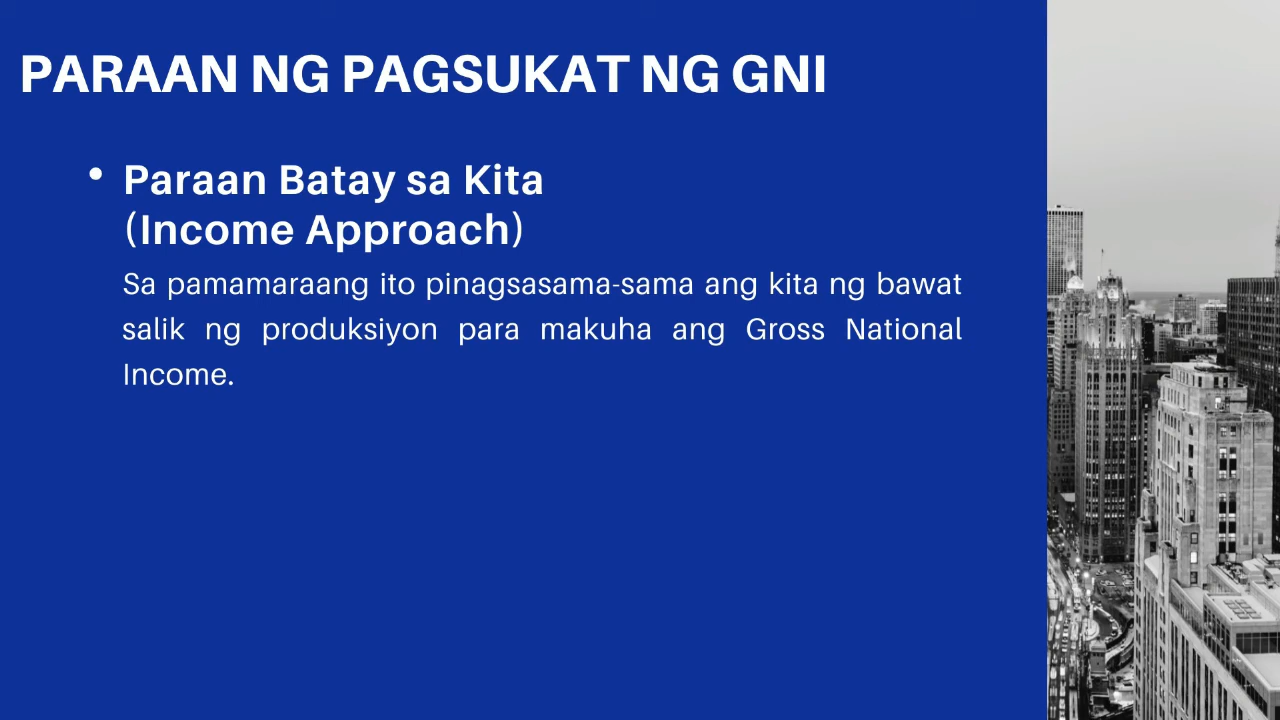 PARAAN NG PAGSUKAT NG GNI
• Paraan Batay sa Kita
(Income Approach)
Sa pamamaraang ito pinagsasama-sama ang kita ng bawat
salik ng produksiyon para makuha ang Gross National
Income.